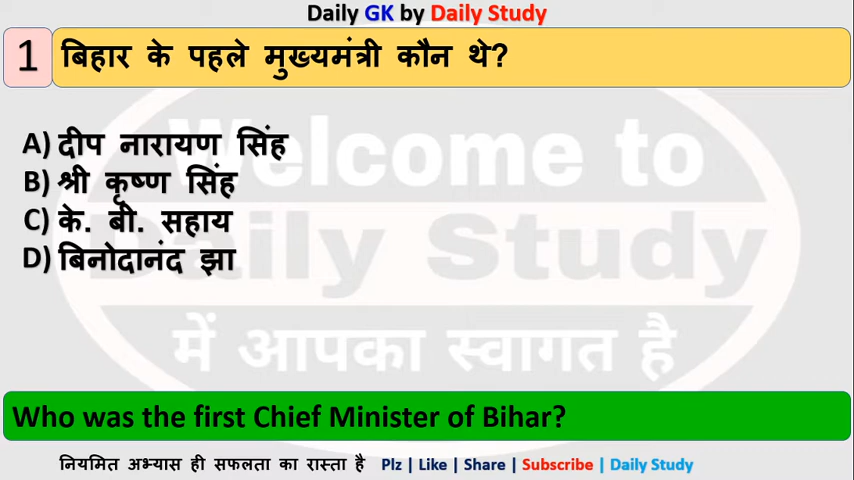 Daily GK by Daily Study
1 बिहार के पहले मुख्यमंत्री कौन थे?
Welcome to
Daily Study
में आपका स्वागत है
A) दीप नारायण सिंह
B) श्री कृष्ण सिंह
C) के. बी. सहाय
D) बिनोदानंद झा
Who was the first Chief Minister of Bihar?
नियमित अभ्यास ही सफलता का रास्ता है Plz | Like | Share | Subscribe | Daily Study